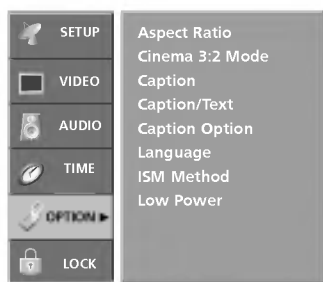 SETUP
VIDEO
AUDIO
TIME
OPTION ▶
LOCK
Aspect Ratio
Cinema 3:2 Mode
Caption
Caption/Text
Caption Option
Language
ISM Method
Low Power